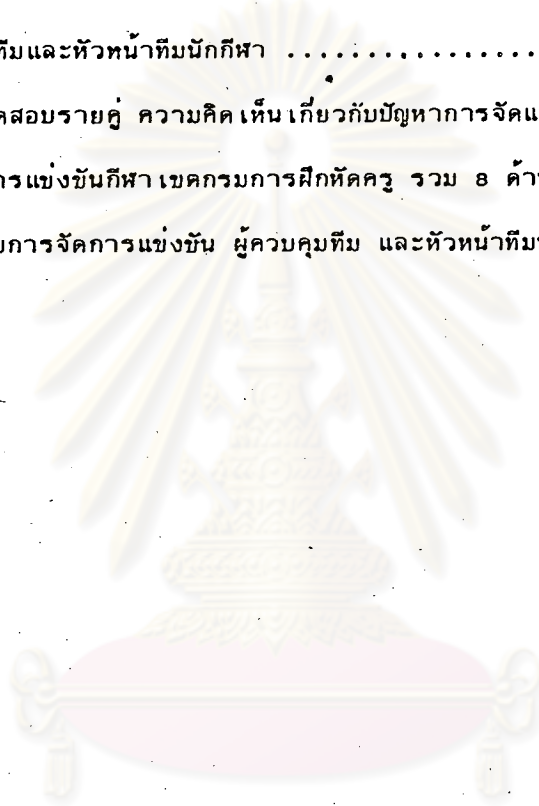 ทีมและหัวหน้าทีมนักกีฬา ................
ดสอบรายคู่ ความคิดเห็นเกี่ยวกับปัญหาการจัดแ
ารแข่งขันกีฬาเขตกรมการฝึกหัดครู รวม 8 ด้า
บการจัดการแข่งขัน ผู้ควบคุมทีม และหัวหน้าทีม